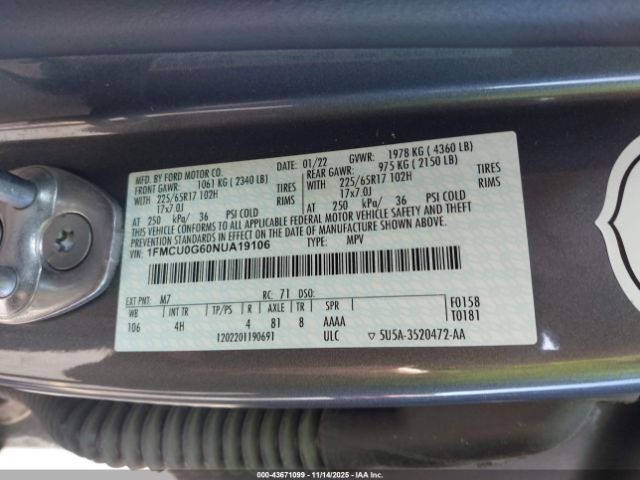 MFD. BY FORD MOTOR CO.
DATE: 01/22 GVWR: 1978 KG ( 4360 LB)
FRONT GAWR: 1061 KG ( 2340 LB) REAR GAWR: 975 KG ( 2150 LB)
WITH 225/65R17 102H TIRES WITH 225/65R17 102H TIRES
17x7.0J RIMS 17x7.0J RIMS
AT 250 kPa/ 36 PSI COLD AT 250 kPa/ 36 PSI COLD
THIS VEHICLE CONFORMS TO ALL APPLICABLE FEDERAL MOTOR VEHICLE SAFETY AND THEFT
PREVENTION STANDARDS IN EFFECT ON THE DATE OF MANUFACTURE SHOWN ABOVE.
VIN: 1FMCU0G60NUA19106 TYPE: MPV
EXT PNT: M7 RC: 71 DSO: F0158
WB INT TR TP/PS R AXLE TR SPR T0181
106 4H 4 81 8 AAAA
1202201190691 ULC 5U5A-3520472-AA
000-43671099 - 11/14/2025 - IAA Inc.